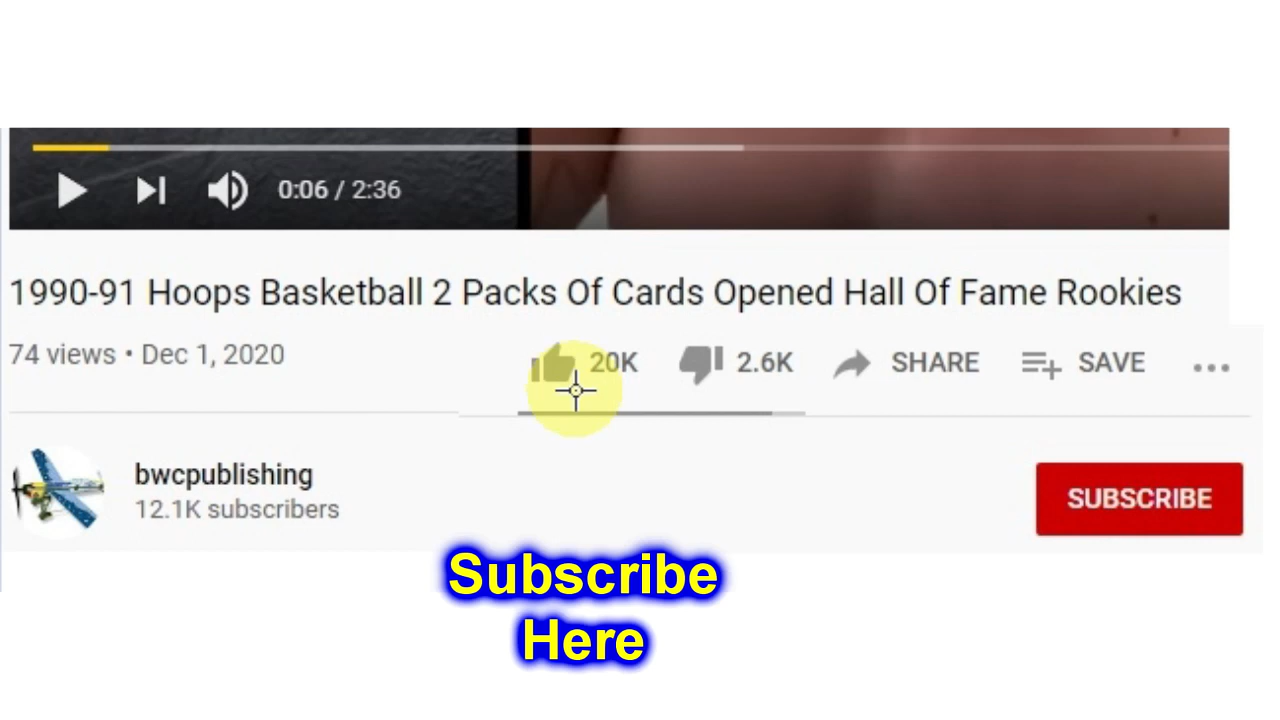 0:06 / 2:36
1990-91 Hoops Basketball 2 Packs Of Cards Opened Hall Of Fame Rookies
74 views • Dec 1, 2020
20K 2.6K SHARE SAVE
bwcpublishing
12.1K subscribers
SUBSCRIBE
Subscribe
Here